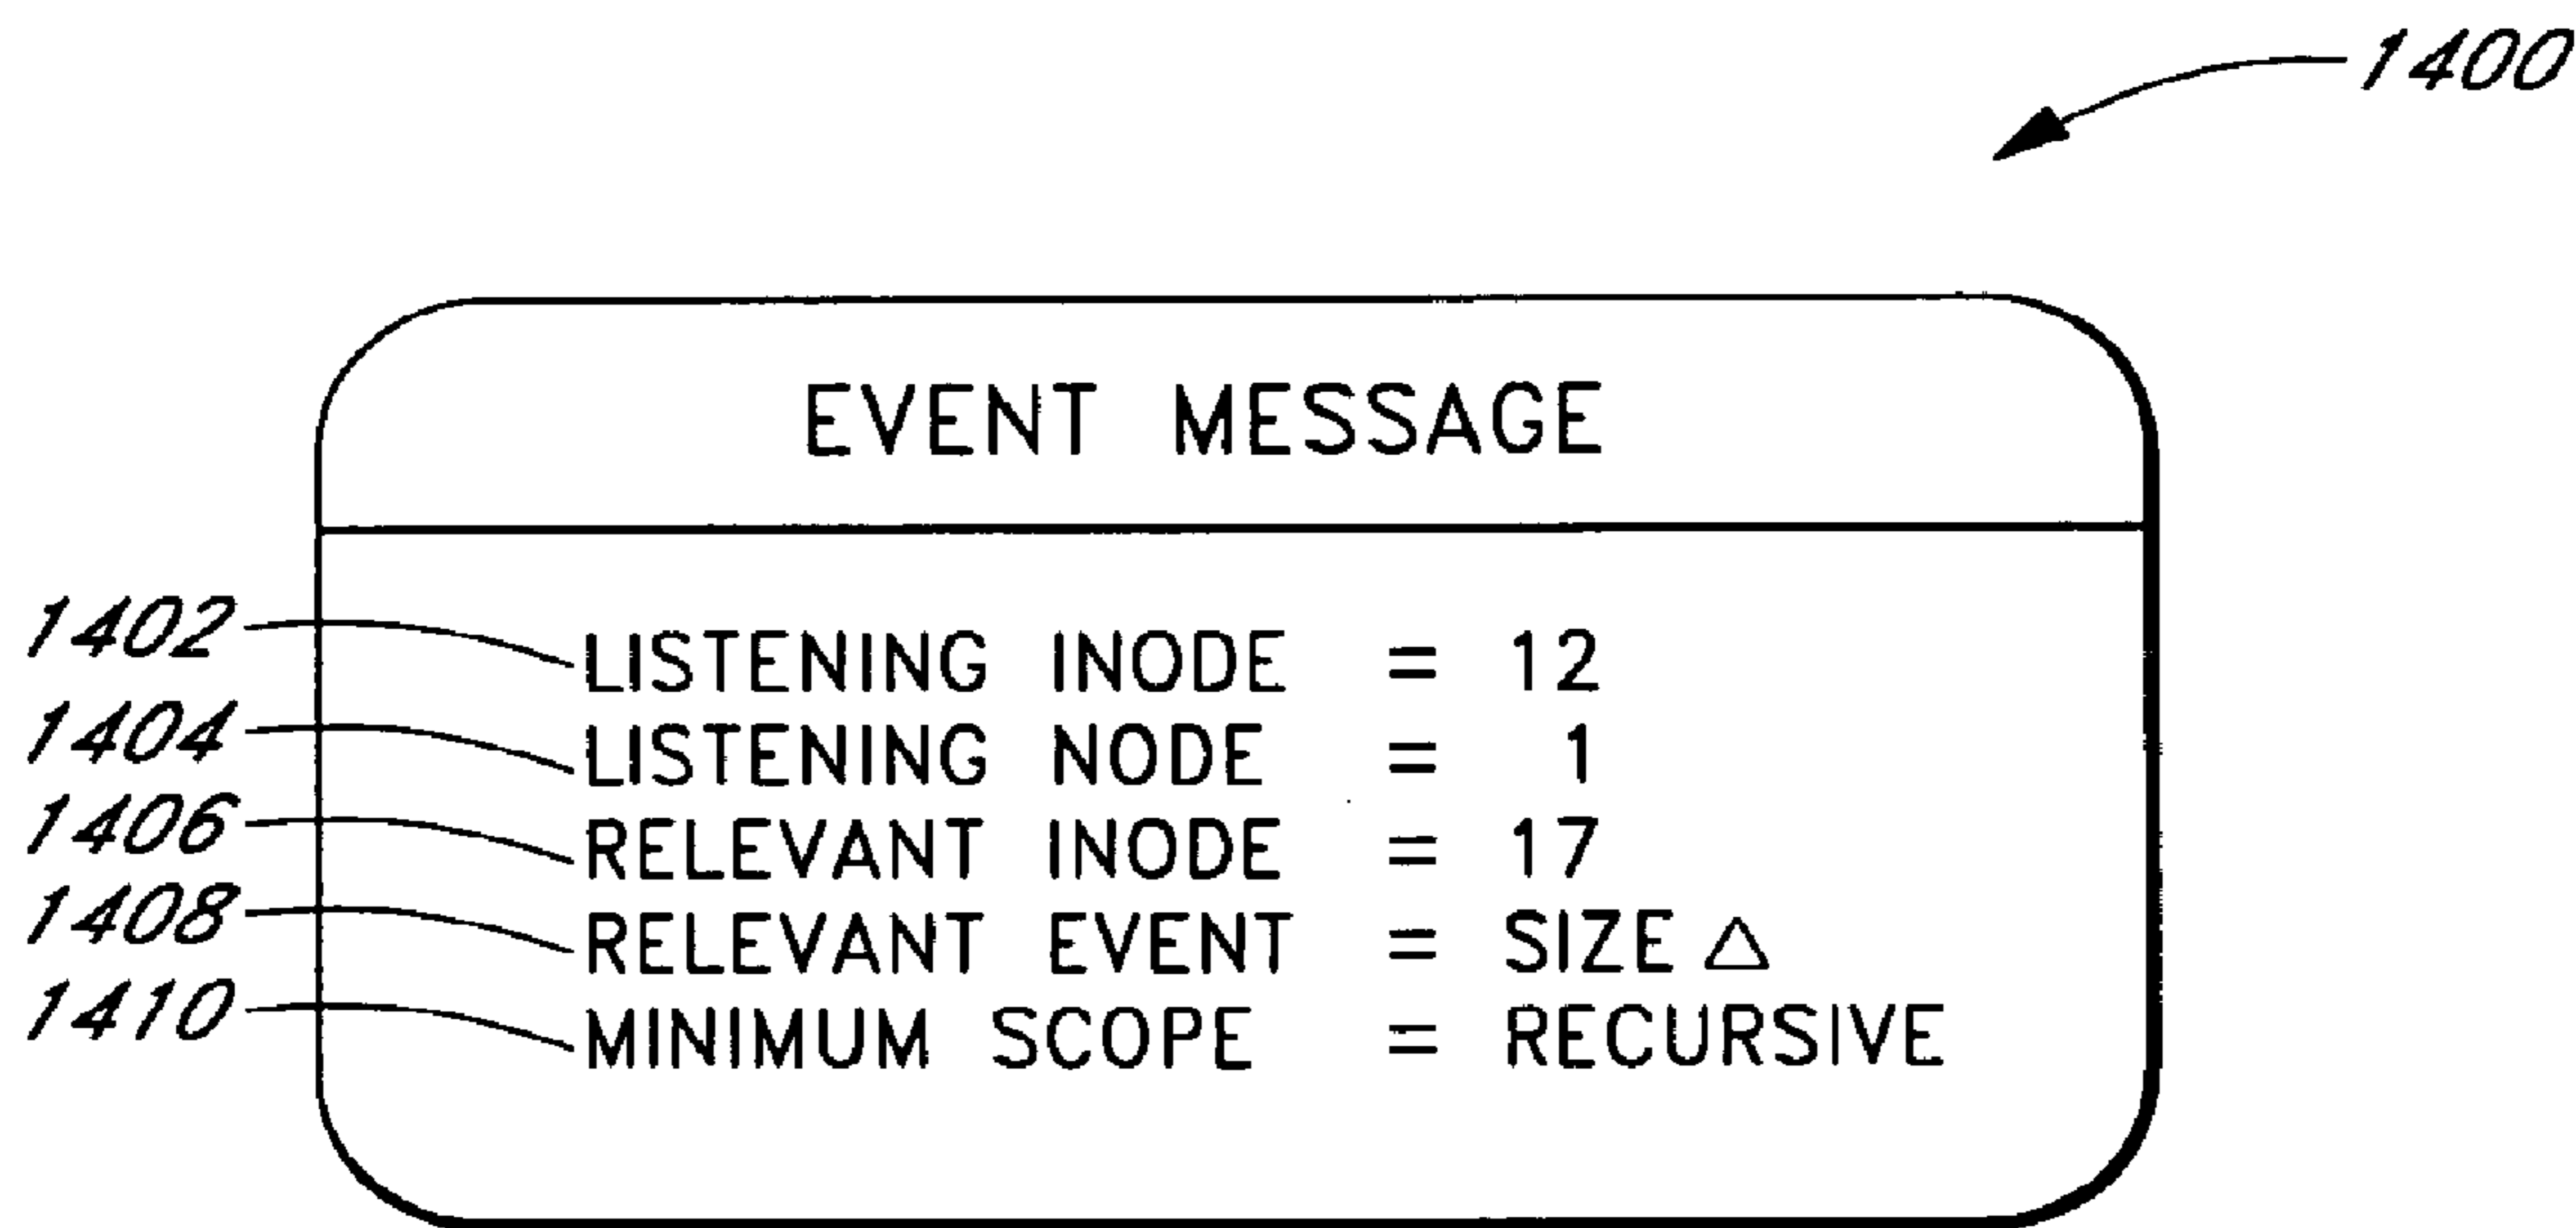 1400
EVENT MESSAGE
1402 LISTENING INODE = 12
1404 LISTENING NODE = 1
1406 RELEVANT INODE = 17
1408 RELEVANT EVENT = SIZE △
1410 MINIMUM SCOPE = RECURSIVE